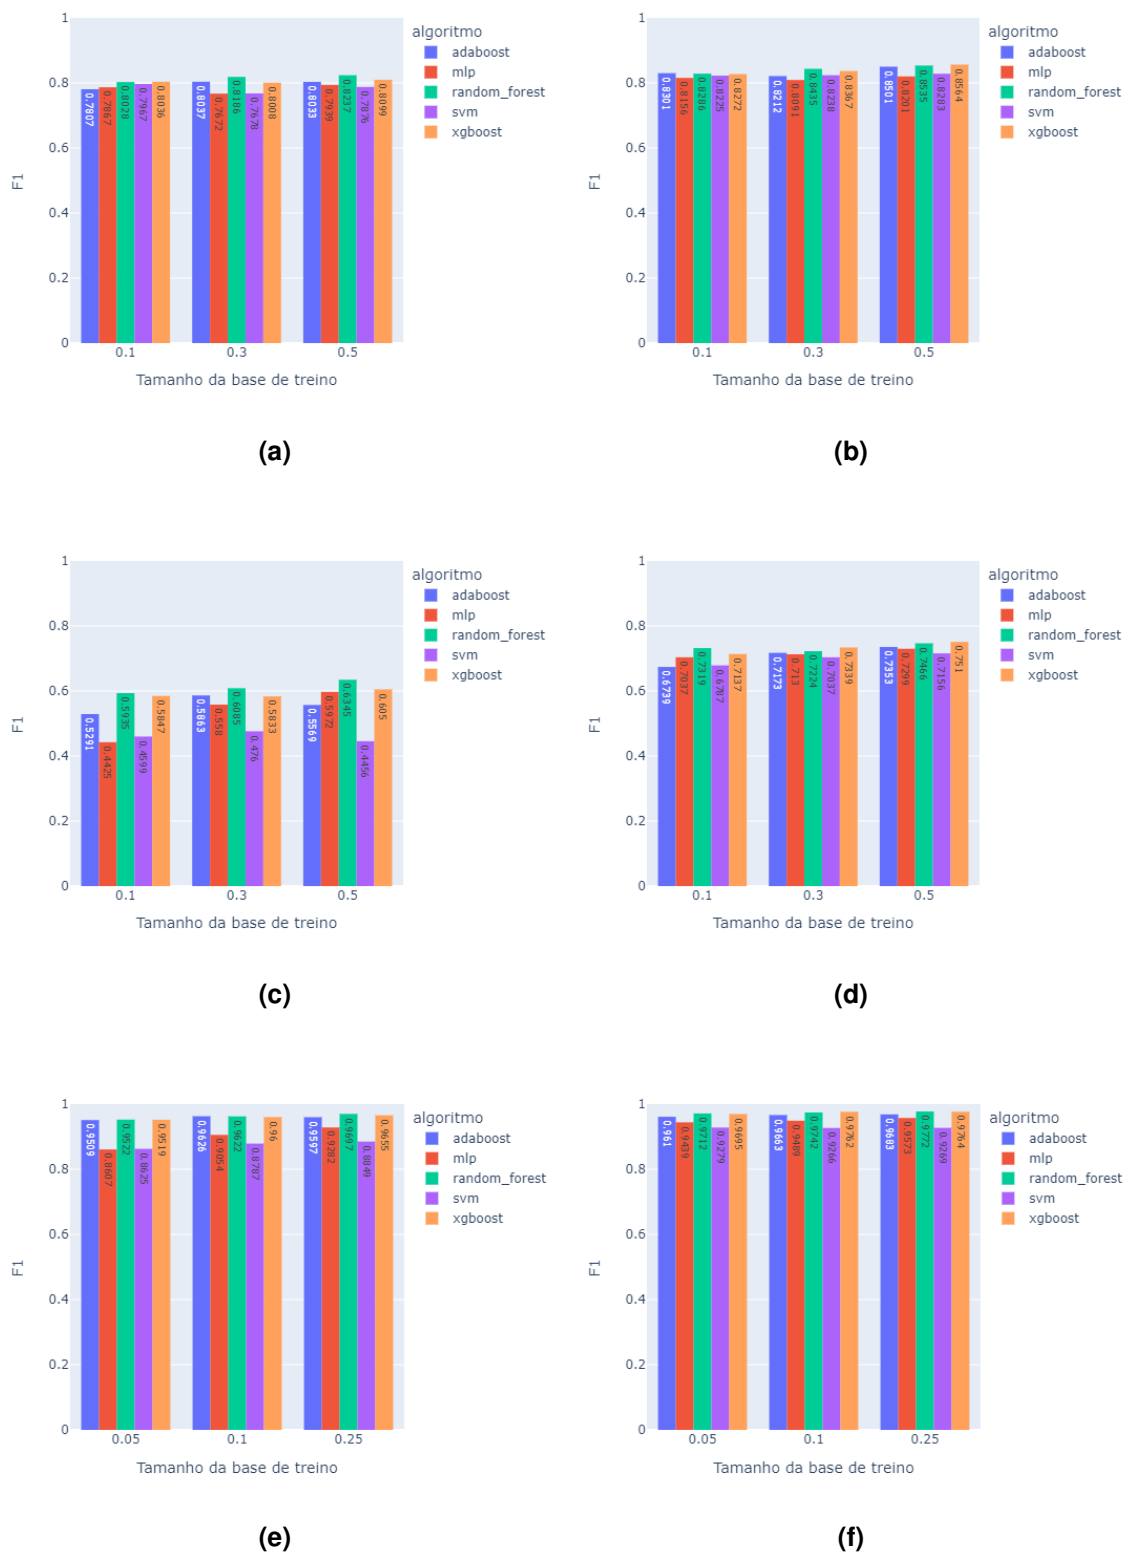 1
0.8
0.6
0.4
0.2
0
F1
0.7807
0.7867
0.8028
0.7967
0.8036
0.8037
0.7672
0.8186
0.7678
0.8008
0.8033
0.7939
0.8237
0.7876
0.8099
0.1
0.3
0.5
Tamanho da base de treino
algoritmo
adaboost
mlp
random_forest
svm
xgboost
(a)
1
0.8
0.6
0.4
0.2
0
F1
0.8301
0.8156
0.8286
0.8225
0.8272
0.8212
0.8091
0.8435
0.8238
0.8367
0.8501
0.8201
0.8535
0.8283
0.8564
0.1
0.3
0.5
Tamanho da base de treino
algoritmo
adaboost
mlp
random_forest
svm
xgboost
(b)
1
0.8
0.6
0.4
0.2
0
F1
0.5291
0.4425
0.5935
0.4599
0.5847
0.5863
0.558
0.6085
0.476
0.5833
0.5569
0.5972
0.6345
0.4456
0.605
0.1
0.3
0.5
Tamanho da base de treino
algoritmo
adaboost
mlp
random_forest
svm
xgboost
(c)
1
0.8
0.6
0.4
0.2
0
F1
0.6739
0.7037
0.7319
0.6787
0.7137
0.7173
0.713
0.7224
0.7037
0.7339
0.7353
0.7299
0.7466
0.7156
0.751
0.1
0.3
0.5
Tamanho da base de treino
algoritmo
adaboost
mlp
random_forest
svm
xgboost
(d)
1
0.8
0.6
0.4
0.2
0
F1
0.9509
0.8607
0.9522
0.8625
0.9519
0.9626
0.9054
0.9622
0.8787
0.96
0.9597
0.9282
0.9697
0.8849
0.9655
0.05
0.1
0.25
Tamanho da base de treino
algoritmo
adaboost
mlp
random_forest
svm
xgboost
(e)
1
0.8
0.6
0.4
0.2
0
F1
0.961
0.9439
0.9712
0.9279
0.9695
0.9663
0.9489
0.9742
0.9266
0.9762
0.9683
0.9573
0.9772
0.9269
0.9764
0.05
0.1
0.25
Tamanho da base de treino
algoritmo
adaboost
mlp
random_forest
svm
xgboost
(f)